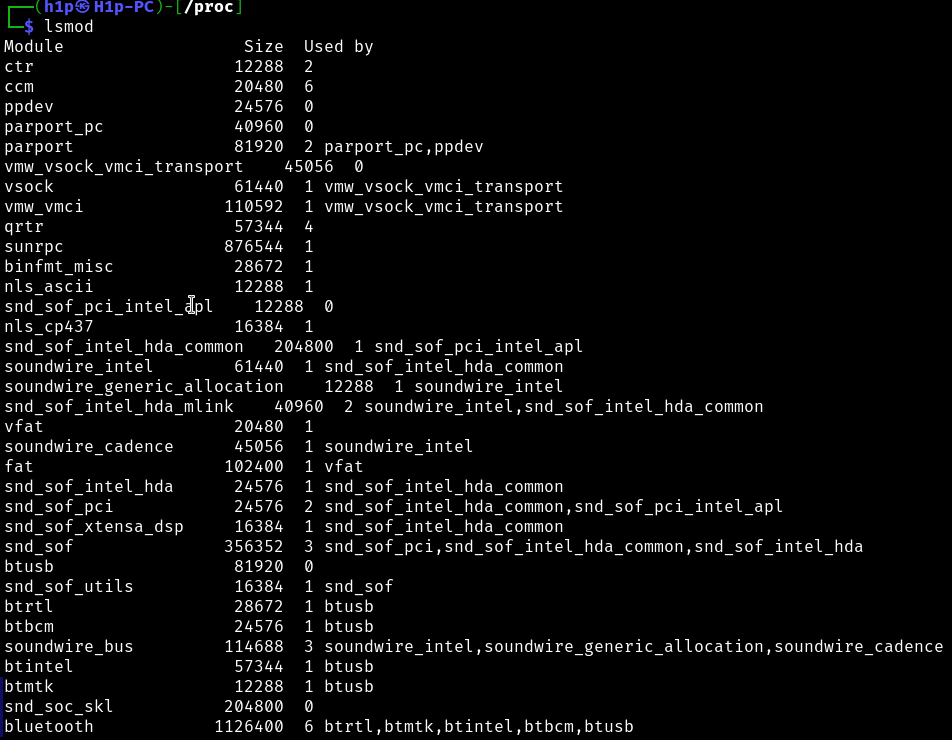 ┌──(h1p㉿H1p-PC)-[/proc]
└─$ lsmod
Module                  Size  Used by
ctr                    12288  2
ccm                    20480  6
ppdev                  24576  0
parport_pc             40960  0
parport                81920  2 parport_pc,ppdev
vmw_vsock_vmci_transport    45056  0
vsock                  61440  1 vmw_vsock_vmci_transport
vmw_vmci              110592  1 vmw_vsock_vmci_transport
qrtr                   57344  4
sunrpc                876544  1
binfmt_misc            28672  1
nls_ascii              12288  1
snd_sof_pci_intel_apl    12288  0
nls_cp437              16384  1
snd_sof_intel_hda_common   204800  1 snd_sof_pci_intel_apl
soundwire_intel        61440  1 snd_sof_intel_hda_common
soundwire_generic_allocation    12288  1 soundwire_intel
snd_sof_intel_hda_mlink    40960  2 soundwire_intel,snd_sof_intel_hda_common
vfat                   20480  1
soundwire_cadence      45056  1 soundwire_intel
fat                   102400  1 vfat
snd_sof_intel_hda      24576  1 snd_sof_intel_hda_common
snd_sof_pci            24576  2 snd_sof_intel_hda_common,snd_sof_pci_intel_apl
snd_sof_xtensa_dsp     16384  1 snd_sof_intel_hda_common
snd_sof               356352  3 snd_sof_pci,snd_sof_intel_hda_common,snd_sof_intel_hda
btusb                  81920  0
snd_sof_utils          16384  1 snd_sof
btrtl                  28672  1 btusb
btbcm                  24576  1 btusb
soundwire_bus         114688  3 soundwire_intel,soundwire_generic_allocation,soundwire_cadence
btintel                57344  1 btusb
btmtk                  12288  1 btusb
snd_soc_skl           204800  0
bluetooth            1126400  6 btrtl,btmtk,btintel,btbcm,btusb